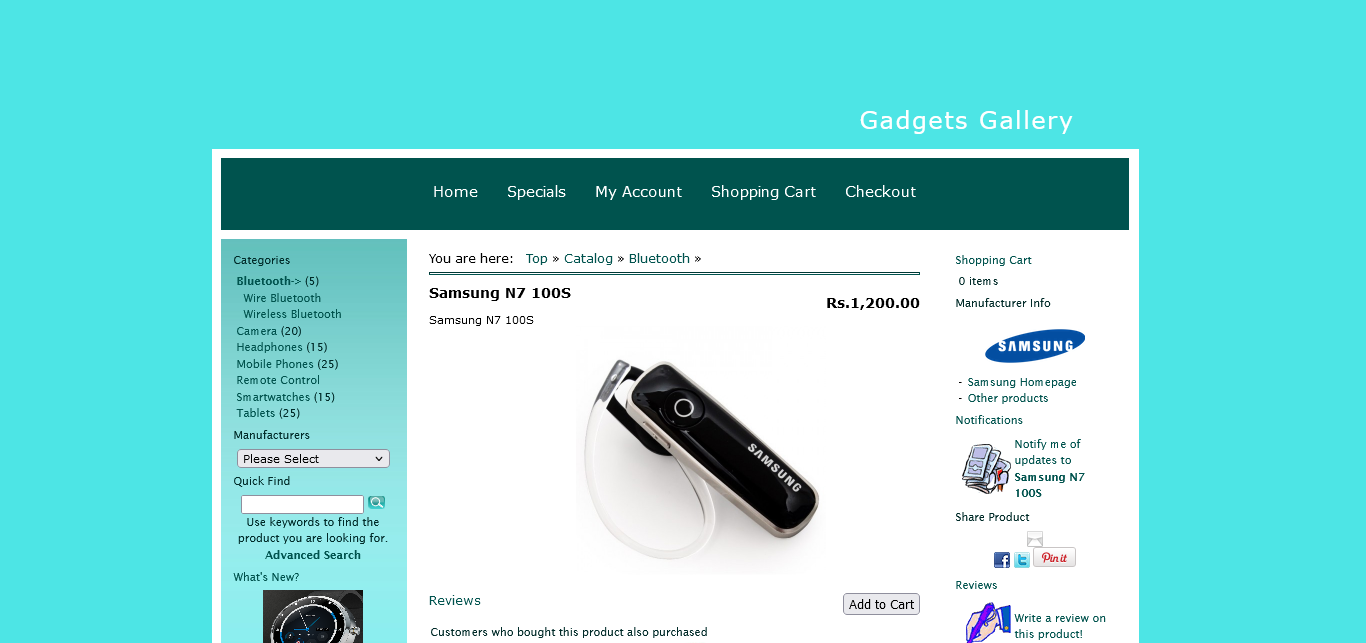 Gadgets Gallery
Home Specials My Account Shopping Cart Checkout
Categories
Bluetooth-> (5)
Wire Bluetooth
Wireless Bluetooth
Camera (20)
Headphones (15)
Mobile Phones (25)
Remote Control
Smartwatches (15)
Tablets (25)
Manufacturers
Please Select
Quick Find
Use keywords to find the
product you are looking for.
Advanced Search
What's New?
You are here: Top » Catalog » Bluetooth »
Samsung N7 100S
Rs.1,200.00
Samsung N7 100S
SAMSUNG
Reviews
Add to Cart
Customers who bought this product also purchased
Shopping Cart
0 items
Manufacturer Info
SAMSUNG
- Samsung Homepage
- Other products
Notifications
Notify me of
updates to
Samsung N7
100S
Share Product
f t Pin it
Reviews
Write a review on
this product!